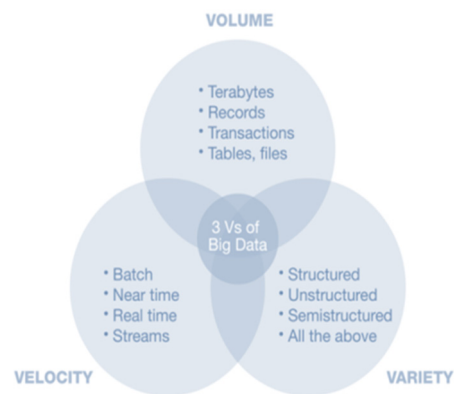 VOLUME
• Terabytes
• Records
• Transactions
• Tables, files
3 Vs of
Big Data
• Batch
• Near time
• Real time
• Streams
• Structured
• Unstructured
• Semistructured
• All the above
VELOCITY
VARIETY